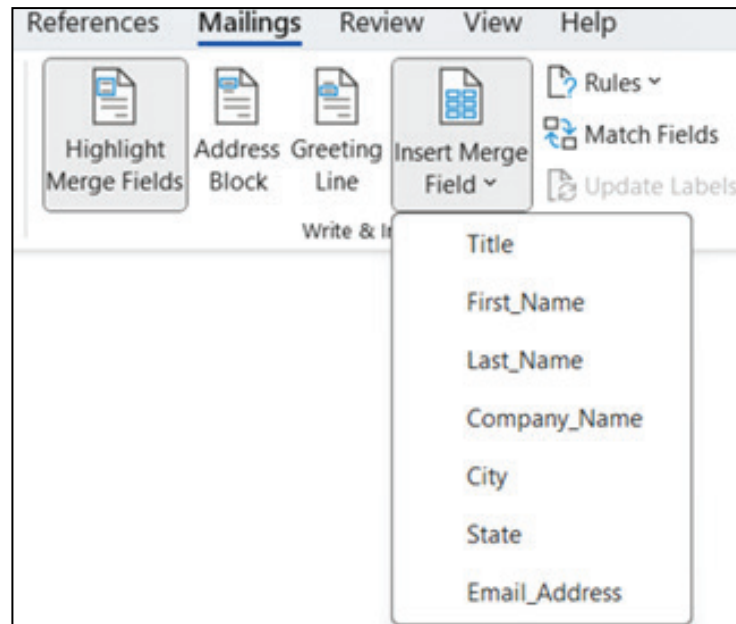 References Mailings Review View Help
Highlight Merge Fields
Address Block
Greeting Line
Insert Merge Field
Rules
Match Fields
Update Labels
Write &
Title
First_Name
Last_Name
Company_Name
City
State
Email_Address